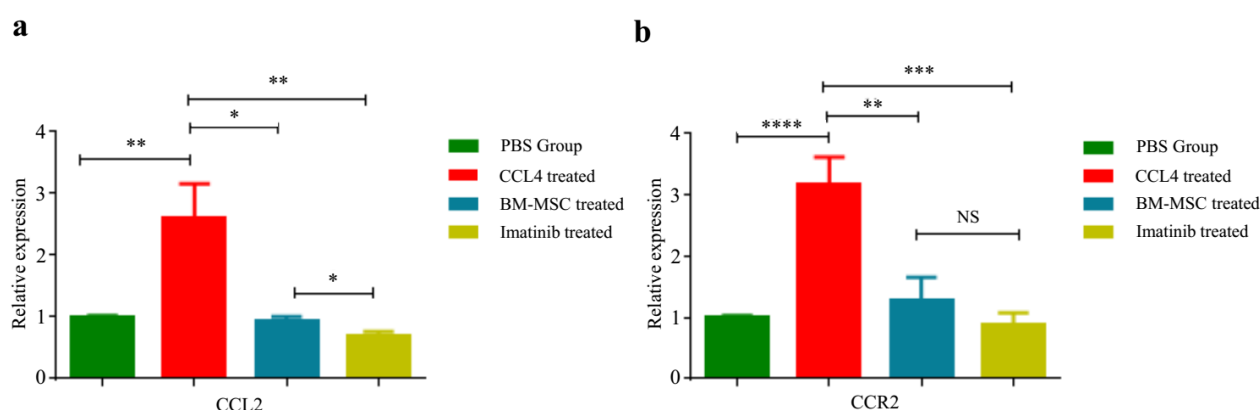 a
**
*
**
*
4
3
2
1
0
Relative expression
CCL2
PBS Group
CCL4 treated
BM-MSC treated
Imatinib treated
b
***
**
****
NS
4
3
2
1
0
Relative expression
CCR2
PBS Group
CCL4 treated
BM-MSC treated
Imatinib treated